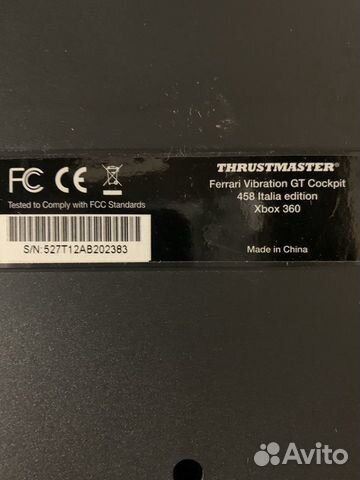 THRUSTMASTER®
Ferrari Vibration GT Cockpit
458 Italia edition
Xbox 360
Made in China
FC CE
Tested to Comply with FCC Standards
S/N:527T12AB202383
Avito